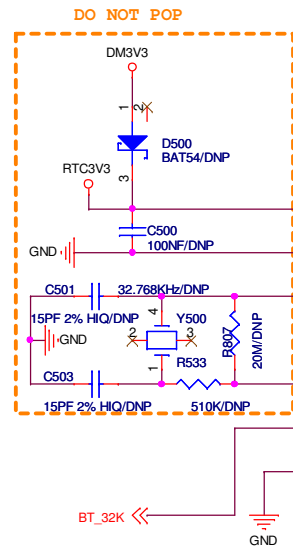 DO NOT POP
DM3V3
1
2
D500
BAT54/DNP
3
RTC3V3
C500
GND
100NF/DNP
C501
32.768KHz/DNP
15PF 2% HIQ/DNP
4
Y500
GND
2
3
R807
20M/DNP
1
R533
C503
15PF 2% HIQ/DNP
510K/DNP
BT_32K
GND